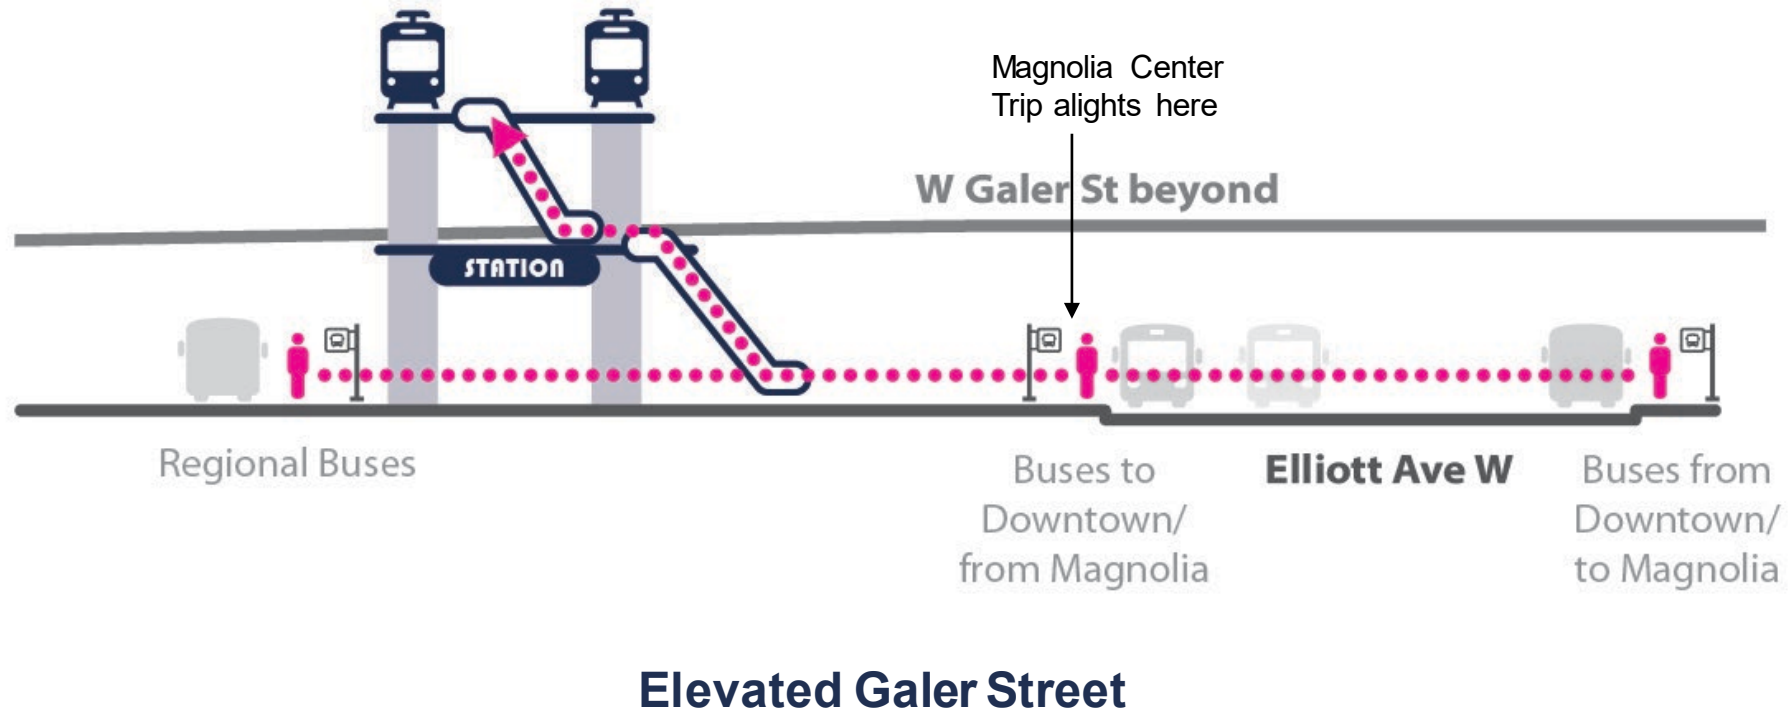 Magnolia Center
Trip alights here
W Galer St beyond
STATION
Regional Buses
Buses to
Downtown/
from Magnolia
Elliott Ave W
Buses from
Downtown/
to Magnolia
Elevated Galer Street